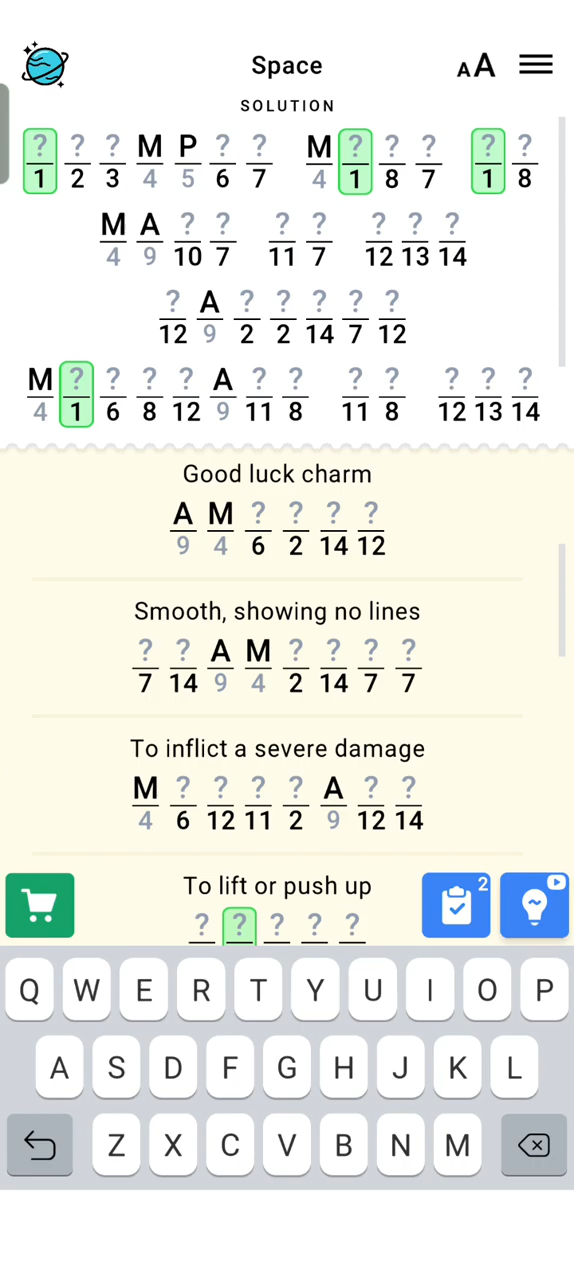 Space
AA
SOLUTION
? ? ? M P ? ? M ? ? ? ? ?
1 2 3 4 5 6 7 4 1 8 7 1 8
M A ? ? ? ? ? ? ?
4 9 10 7 11 7 12 13 14
? A ? ? ? ? ?
12 9 2 2 14 7 12
M ? ? ? ? A ? ? ? ? ? ? ?
4 1 6 8 12 9 11 8 11 8 12 13 14
Good luck charm
A M ? ? ? ?
9 4 6 2 14 12
Smooth, showing no lines
? ? A M ? ? ? ?
7 14 9 4 2 14 7 7
To inflict a severe damage
M ? ? ? ? A ? ?
4 6 12 11 2 9 12 14
2
To lift or push up
? ? ? ? ?
Q W E R T Y U I O P
A S D F G H J K L
Z X C V B N M